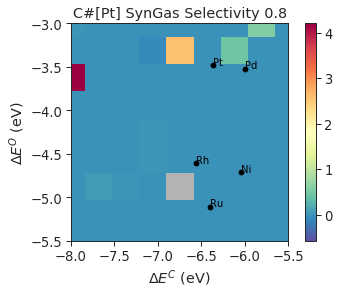 C#[Pt] SynGas Selectivity 0.8
−3.0
−3.5
−4.0
−4.5
−5.0
−5.5
ΔE^O (eV)
Pt
Pd
Rh
Ni
Ru
4
3
2
1
0
−8.0 −7.5 −7.0 −6.5 −6.0 −5.5
ΔE^C (eV)